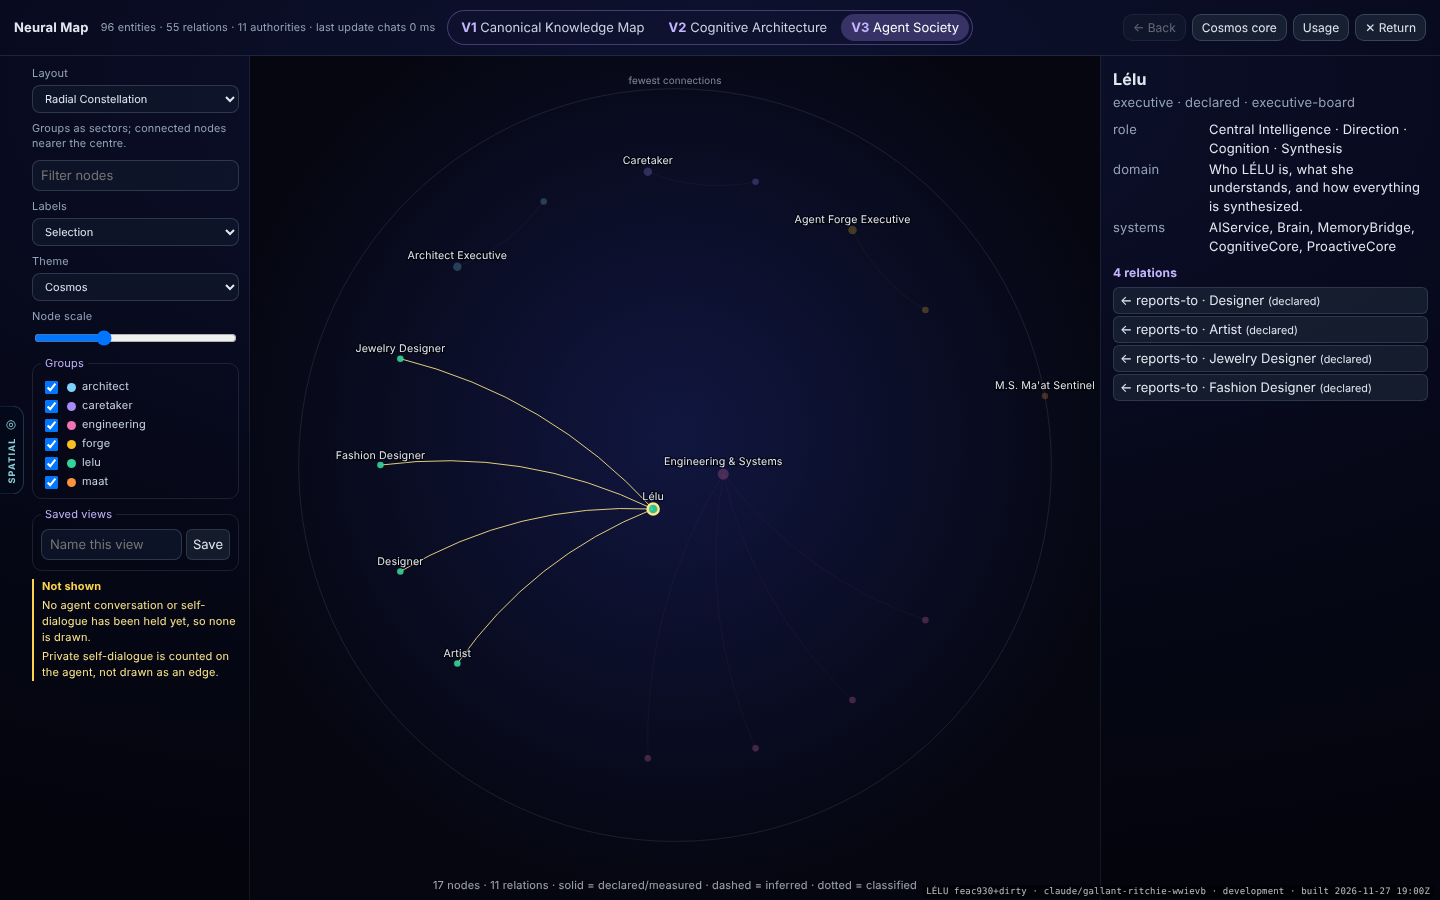 Neural Map
96 entities · 55 relations · 11 authorities · last update chats 0 ms
V1 Canonical Knowledge Map
V2 Cognitive Architecture
V3 Agent Society
← Back
Cosmos core
Usage
✕ Return
Layout
Radial Constellation
Groups as sectors; connected nodes
nearer the centre.
Filter nodes
Labels
Selection
Theme
Cosmos
Node scale
Groups
architect
caretaker
engineering
forge
lelu
maat
Saved views
Name this view
Save
Not shown
No agent conversation or self-
dialogue has been held yet, so none
is drawn.
Private self-dialogue is counted on
the agent, not drawn as an edge.
SPATIAL ◎
fewest connections
Caretaker
Agent Forge Executive
Architect Executive
Jewelry Designer
M.S. Ma'at Sentinel
Fashion Designer
Engineering & Systems
Lélu
Designer
Artist
17 nodes · 11 relations · solid = declared/measured · dashed = inferred · dotted = classified
Lélu
executive · declared · executive-board
role
Central Intelligence · Direction ·
Cognition · Synthesis
domain
Who LÉLU is, what she
understands, and how everything
is synthesized.
systems
AIService, Brain, MemoryBridge,
CognitiveCore, ProactiveCore
4 relations
← reports-to · Designer (declared)
← reports-to · Artist (declared)
← reports-to · Jewelry Designer (declared)
← reports-to · Fashion Designer (declared)
LÉLU feac930+dirty · claude/gallant-ritchie-wwievb · development · built 2026-11-27 19:00Z